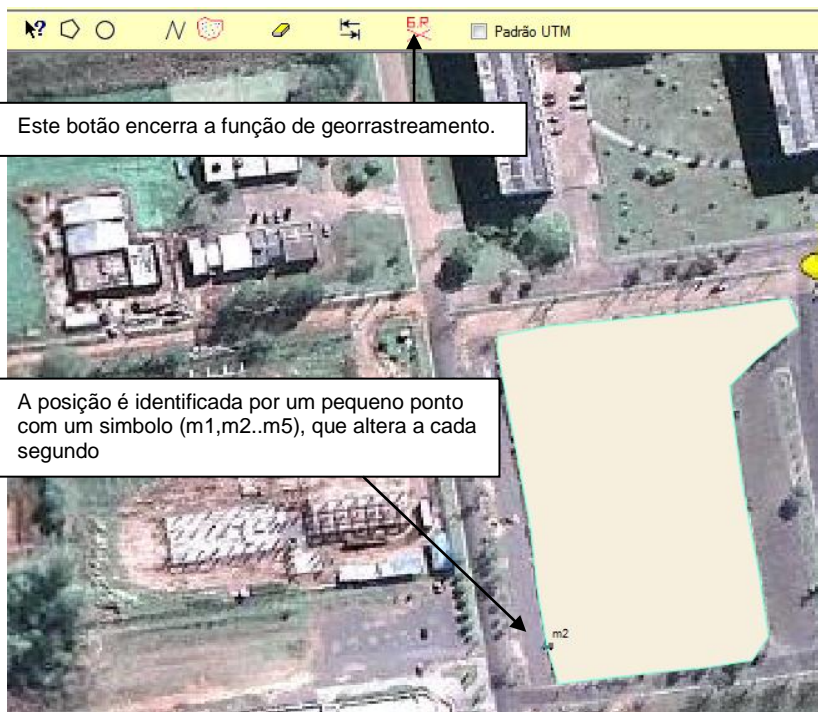 G.P
Padrão UTM
Este botão encerra a função de georrastreamento.
A posição é identificada por um pequeno ponto
com um simbolo (m1,m2..m5), que altera a cada
segundo
m2